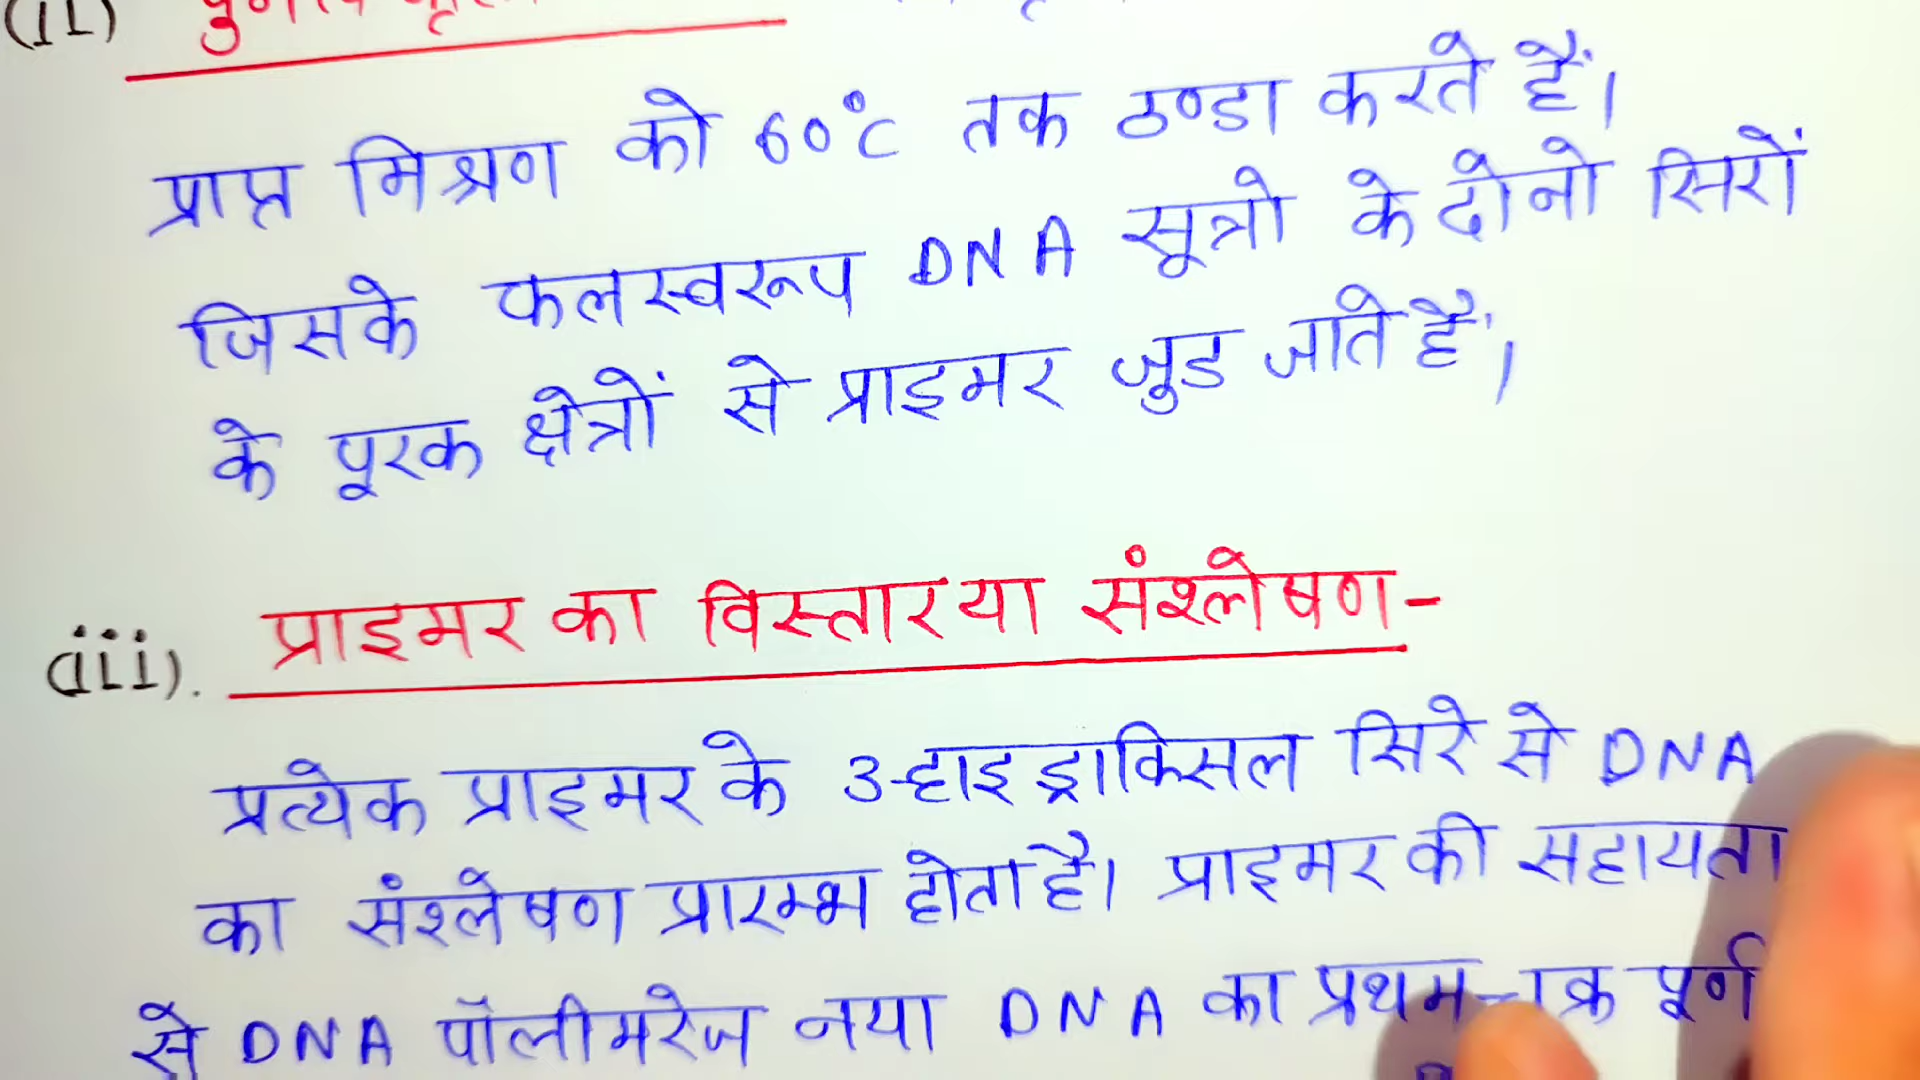 (ii)
प्राप्त मिश्रण को 60°C तक ठण्डा करते हैं।
जिसके फलस्वरूप DNA सूत्रो के दोनो सिरों
के पूरक क्षेत्रों से प्राइमर जुड जाते हैं।
(iii). प्राइमर का विस्तार या संश्लेषण-
प्रत्येक प्राइमर के 3-हाइड्राक्सिल सिरे से DNA
का संश्लेषण प्रारम्भ होता है। प्राइमर की सहायता
से DNA पॉलीमरेज नया DNA का प्रथम चक्र पूर्ण